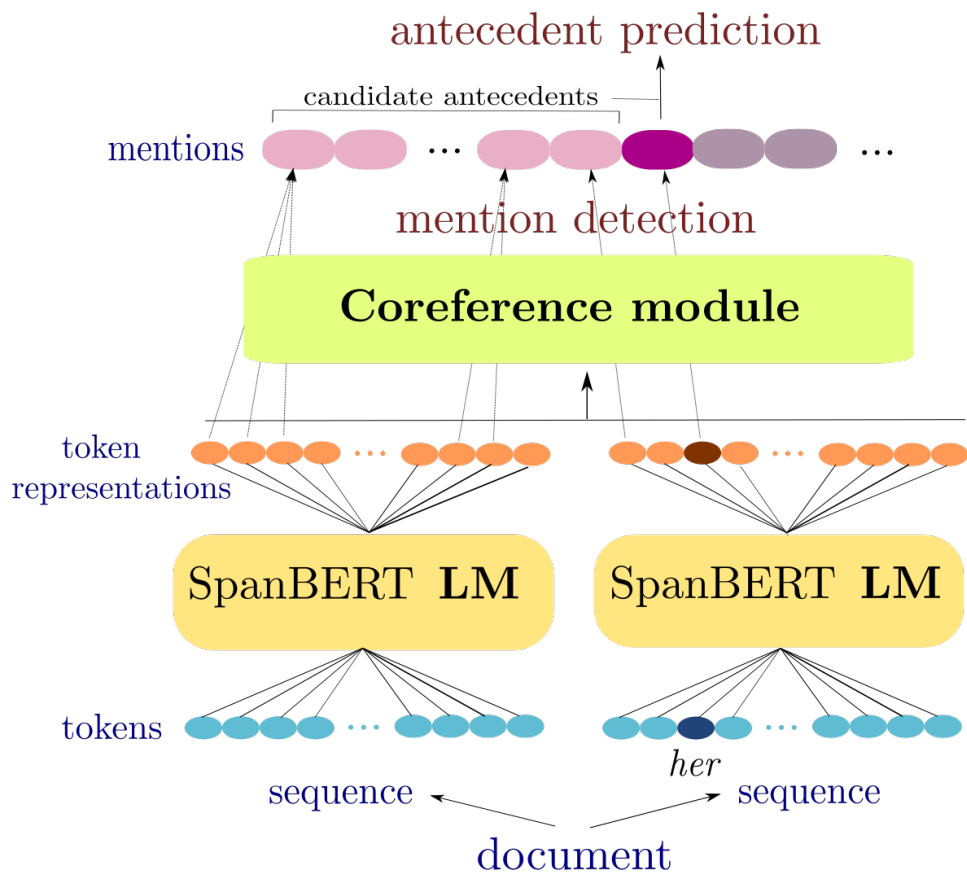 antecedent prediction
candidate antecedents
mentions ... ...
mention detection
Coreference module
token ... ...
representations
SpanBERT LM SpanBERT LM
tokens ... ...
her
sequence sequence
document